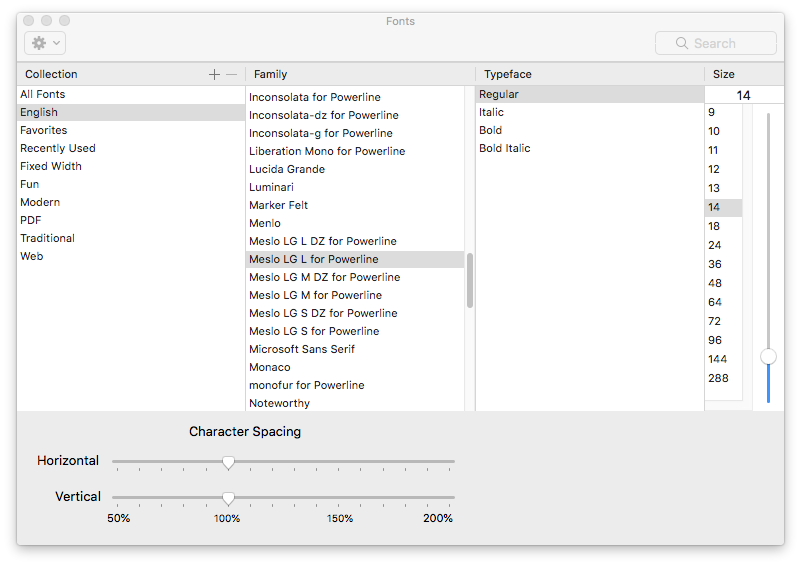 Fonts
Search
Collection + −
Family
Typeface
Size
All Fonts
English
Favorites
Recently Used
Fixed Width
Fun
Modern
PDF
Traditional
Web
Inconsolata for Powerline
Inconsolata-dz for Powerline
Inconsolata-g for Powerline
Liberation Mono for Powerline
Lucida Grande
Luminari
Marker Felt
Menlo
Meslo LG L DZ for Powerline
Meslo LG L for Powerline
Meslo LG M DZ for Powerline
Meslo LG M for Powerline
Meslo LG S DZ for Powerline
Meslo LG S for Powerline
Microsoft Sans Serif
Monaco
monofur for Powerline
Noteworthy
Regular
Italic
Bold
Bold Italic
14
9
10
11
12
13
14
18
24
36
48
64
72
96
144
288
Character Spacing
Horizontal
Vertical
50% 100% 150% 200%